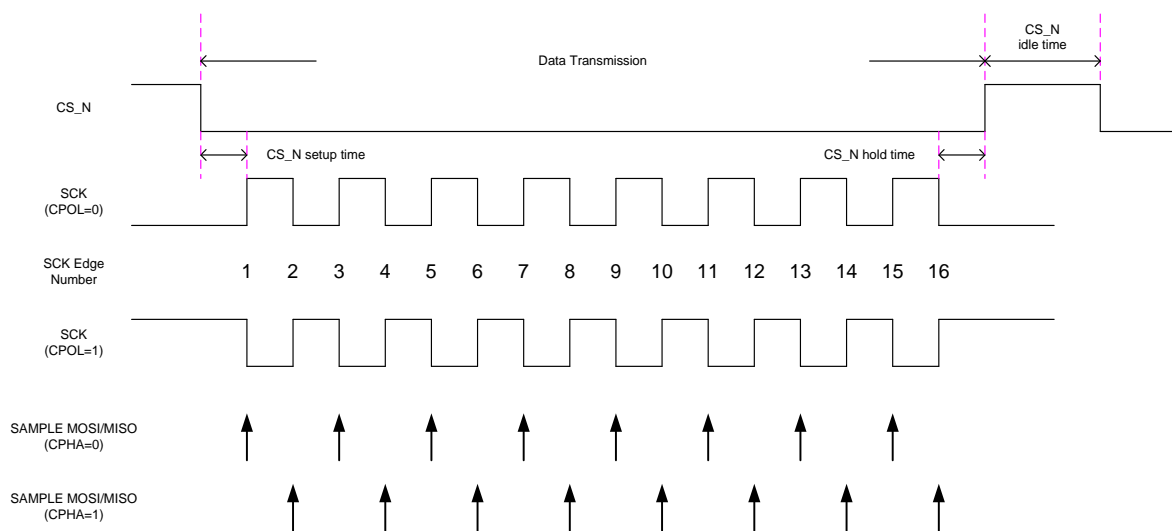 CS_N
idle time
Data Transmission
CS_N
CS_N setup time
CS_N hold time
SCK
(CPOL=0)
SCK Edge
Number
1 2 3 4 5 6 7 8 9 10 11 12 13 14 15 16
SCK
(CPOL=1)
SAMPLE MOSI/MISO
(CPHA=0)
SAMPLE MOSI/MISO
(CPHA=1)